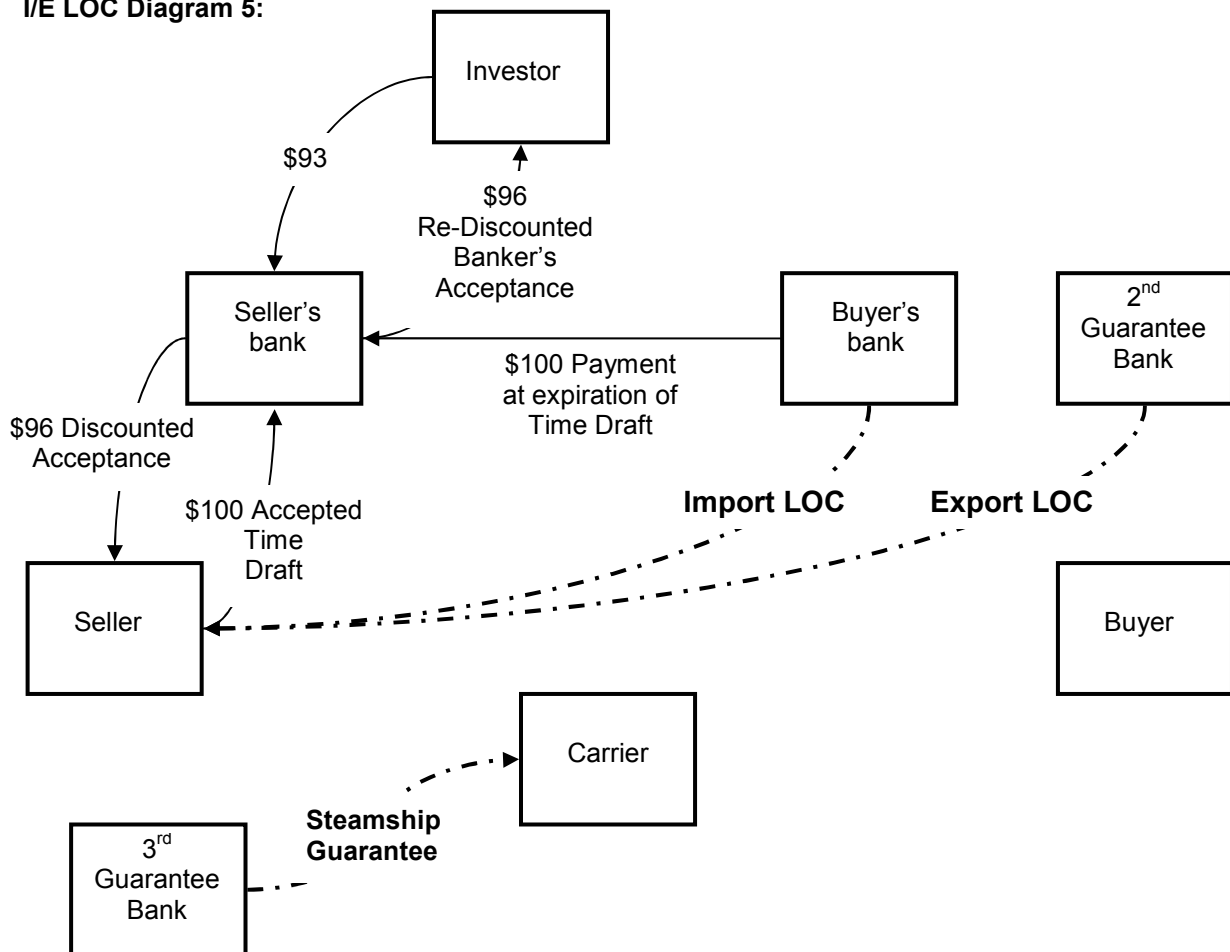 I/E LOC Diagram 5:
Investor
$93
$96
Re-Discounted
Banker's
Acceptance
Seller's
bank
Buyer's
bank
2nd
Guarantee
Bank
$100 Payment
at expiration of
Time Draft
$96 Discounted
Acceptance
$100 Accepted
Time
Draft
Import LOC
Export LOC
Seller
Buyer
Carrier
Steamship
Guarantee
3rd
Guarantee
Bank